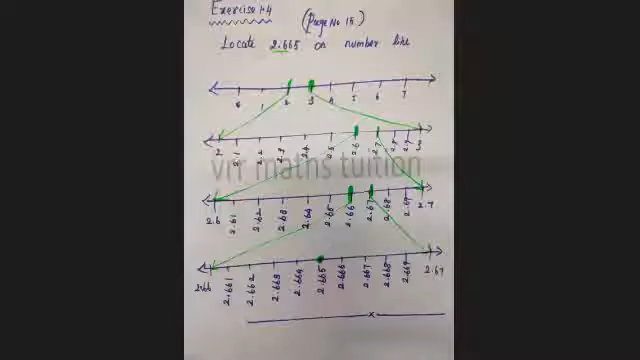 Exercise 1.4
(Page No 15)
Locate 2.665 on number line
0 1 2 3 4 5 6 7
2 2.1 2.2 2.3 2.4 2.5 2.6 2.7 2.8 2.9 3
vrr maths tuition
2.6 2.61 2.62 2.63 2.64 2.65 2.66 2.67 2.68 2.69 2.7
2.66 2.661 2.662 2.663 2.664 2.665 2.666 2.667 2.668 2.669 2.67
x